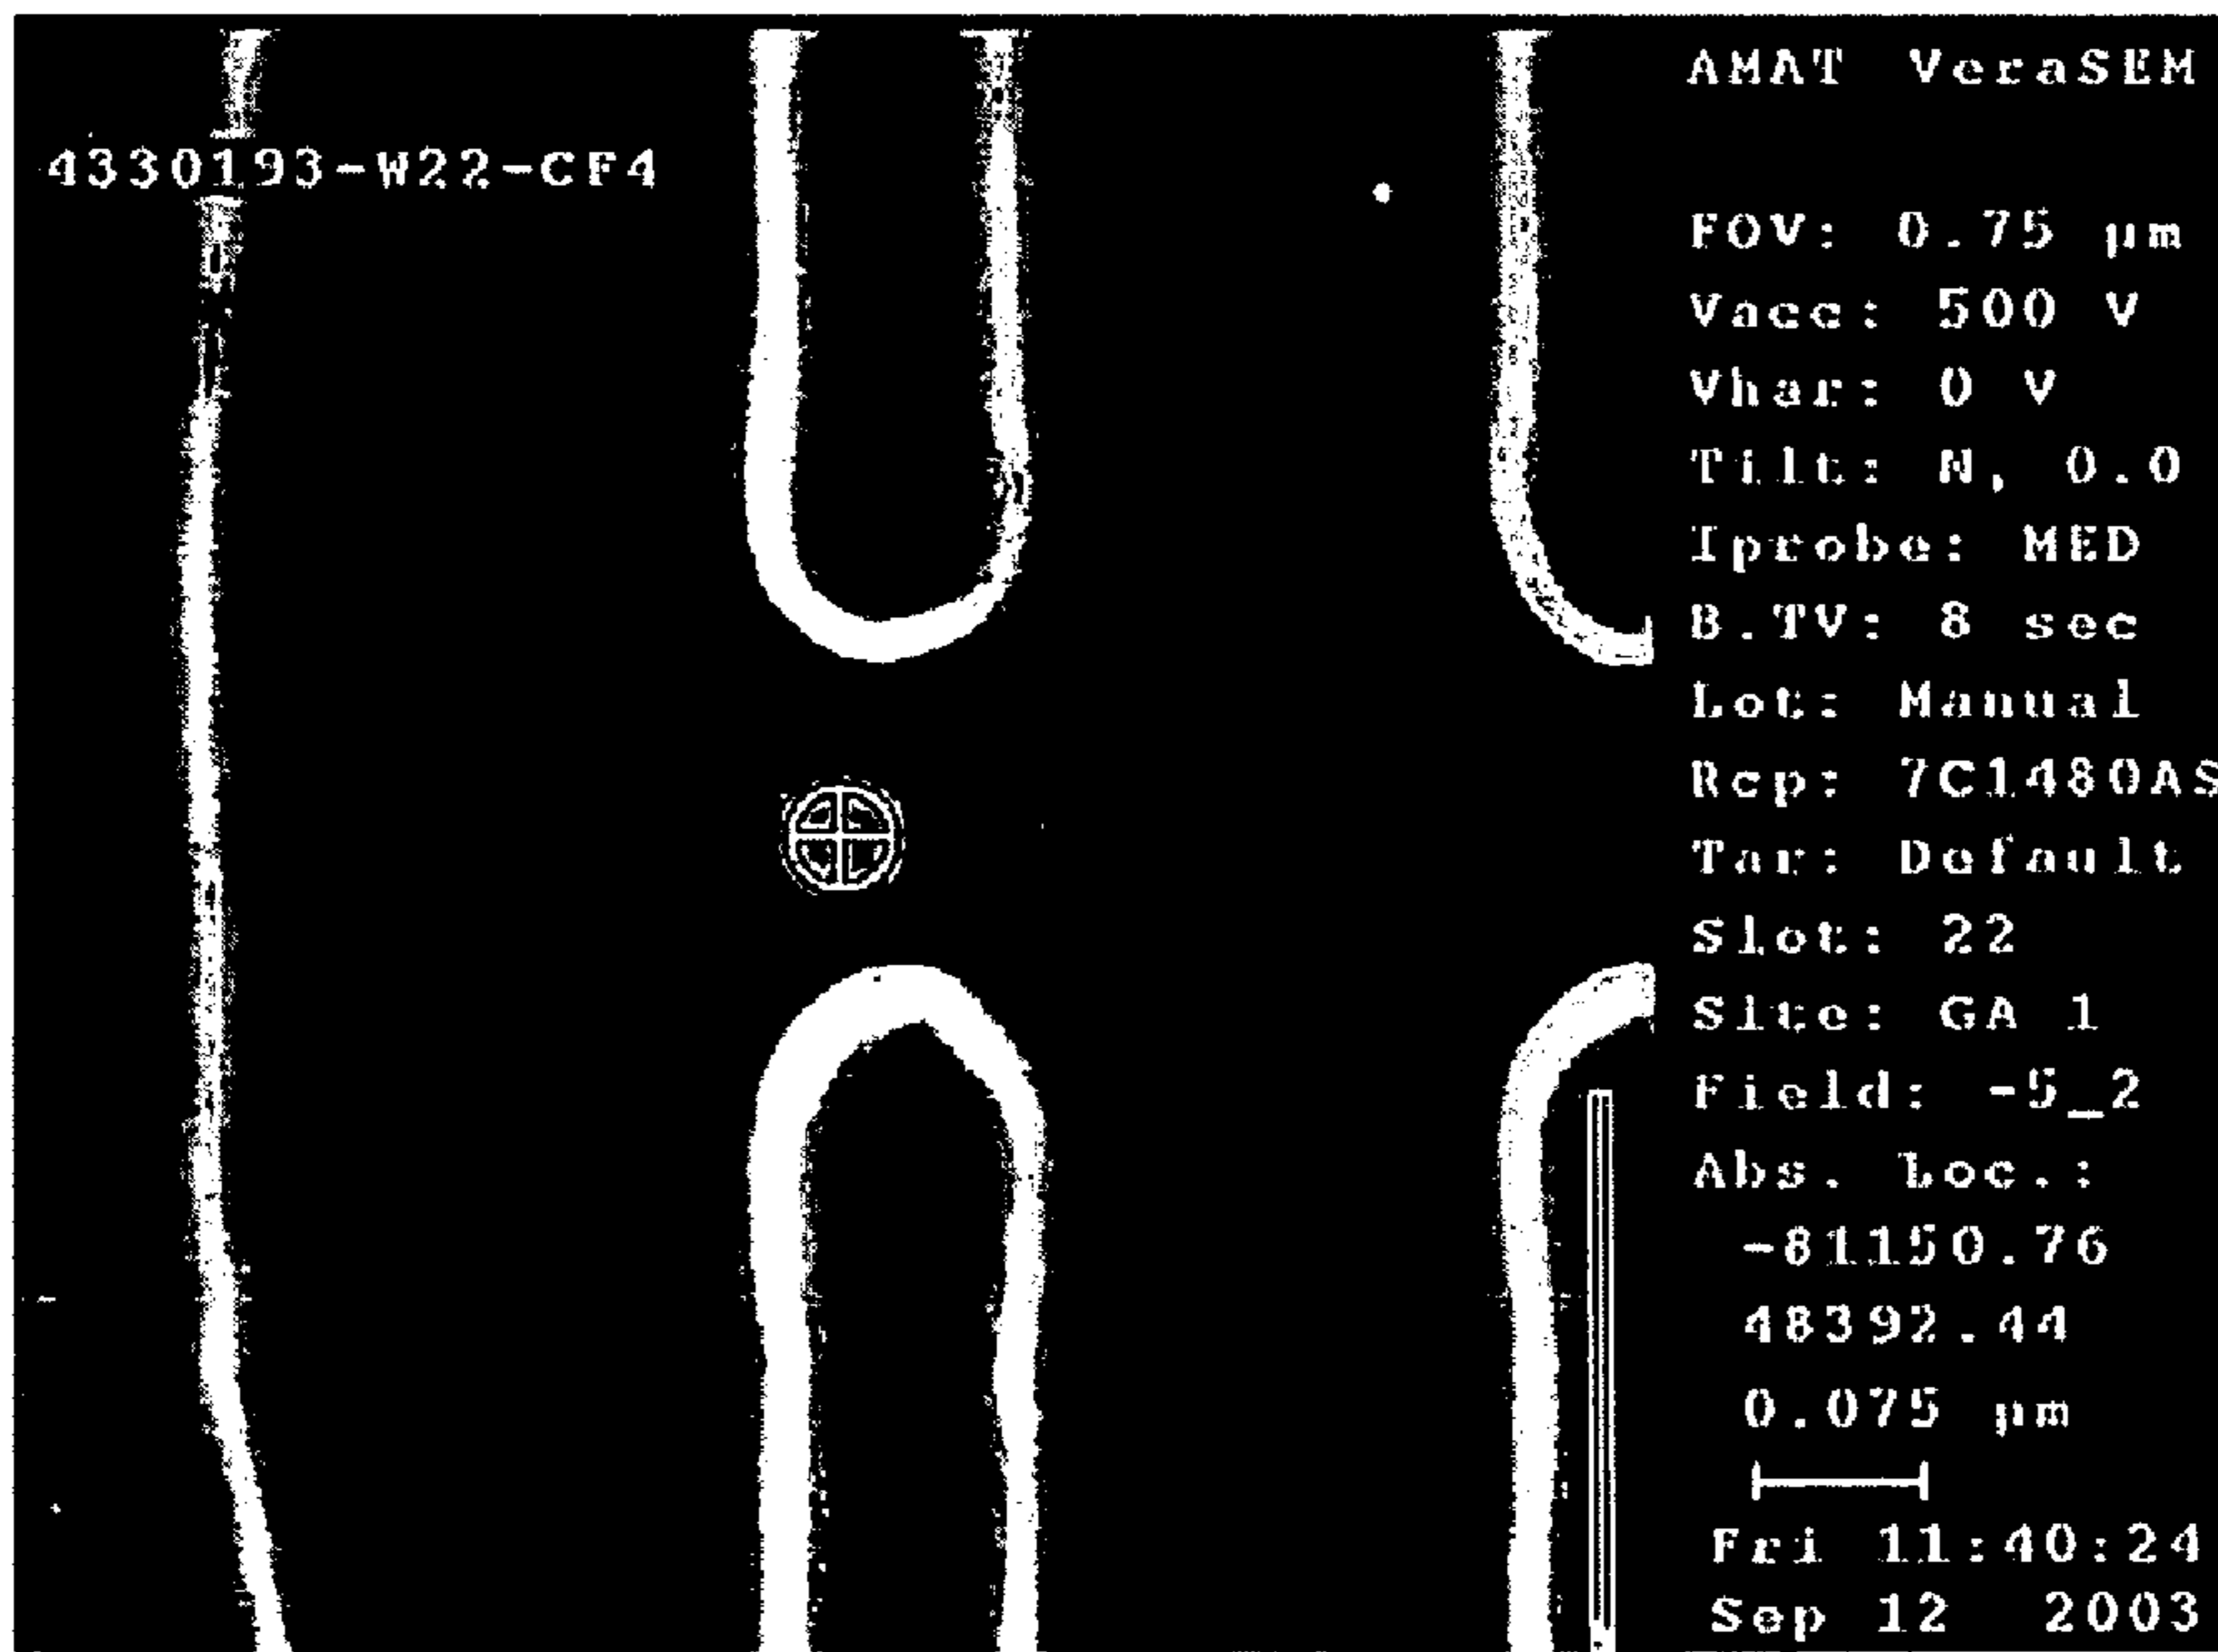 AMAT VeraSEM
4330193-W22-CF4
FOV: 0.75 µm
Vacc: 500 V
Vhar: 0 V
Tilt: N, 0.0
Iprobe: MED
B.TV: 8 sec
Lot: Manual
Rcp: 7C1480AS
Tar: Default
Slot: 22
Site: GA 1
Field: -5_2
Abs. Loc.:
-81150.76
48392.44
0.075 µm
Fri 11:40:24
Sep 12 2003